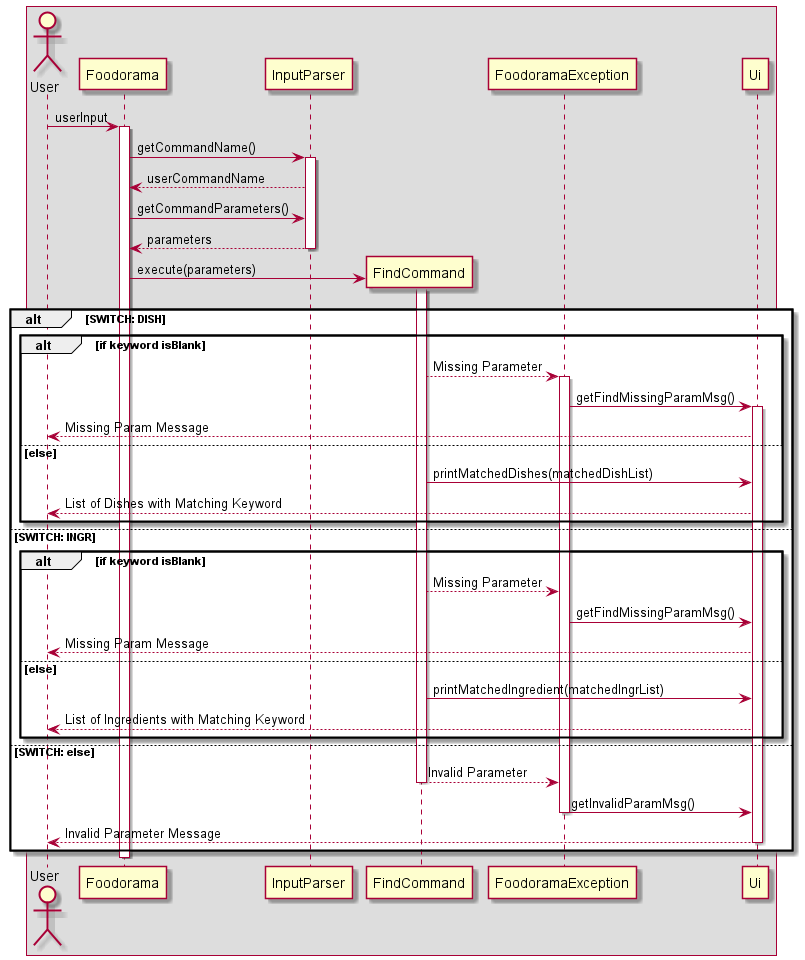 User
Foodorama
InputParser
FoodoramaException
Ui
userInput
getCommandName()
userCommandName
getCommandParameters()
parameters
execute(parameters)
FindCommand
alt
[SWITCH: DISH]
alt
[if keyword isBlank]
Missing Parameter
getFindMissingParamMsg()
Missing Param Message
[else]
printMatchedDishes(matchedDishList)
List of Dishes with Matching Keyword
[SWITCH: INGR]
alt
[if keyword isBlank]
Missing Parameter
getFindMissingParamMsg()
Missing Param Message
[else]
printMatchedIngredient(matchedIngrList)
List of Ingredients with Matching Keyword
[SWITCH: else]
Invalid Parameter
getInvalidParamMsg()
Invalid Parameter Message
User
Foodorama
InputParser
FindCommand
FoodoramaException
Ui